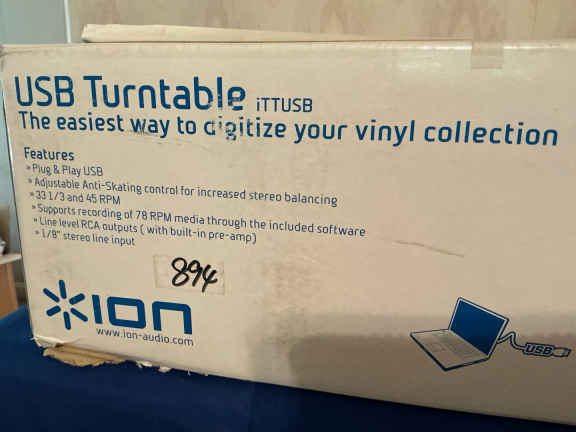 USB Turntable iTTUSB
The easiest way to digitize your vinyl collection
Features
» Plug & Play USB
» Adjustable Anti-Skating control for increased stereo balancing
» 33 1/3 and 45 RPM
» Supports recording of 78 RPM media through the included software
» Line level RCA outputs ( with built-in pre-amp)
» 1/8" stereo line input
894
ION
www.ion-audio.com
USB